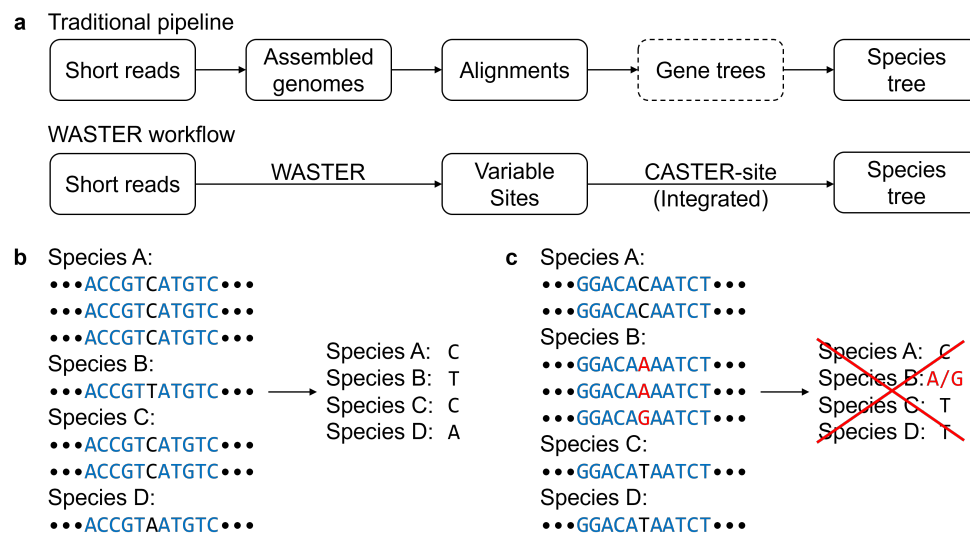 a Traditional pipeline
Short reads
Assembled
genomes
Alignments
Gene trees
Species
tree
WASTER workflow
Short reads
WASTER
Variable
Sites
CASTER-site
(Integrated)
Species
tree
b Species A:
•••ACCGTCATGTC•••
•••ACCGTCATGTC•••
•••ACCGTCATGTC•••
Species B:
•••ACCGTTATGTC•••
Species C:
•••ACCGTCATGTC•••
•••ACCGTCATGTC•••
Species D:
•••ACCGTAATGTC•••
Species A: C
Species B: T
Species C: C
Species D: A
c Species A:
•••GGACACAATCT•••
•••GGACACAATCT•••
Species B:
•••GGACAAAATCT•••
•••GGACAAAATCT•••
•••GGACAGAATCT•••
Species C:
•••GGACATAATCT•••
Species D:
•••GGACATAATCT•••
Species A: C
Species B: A/G
Species C: T
Species D: T